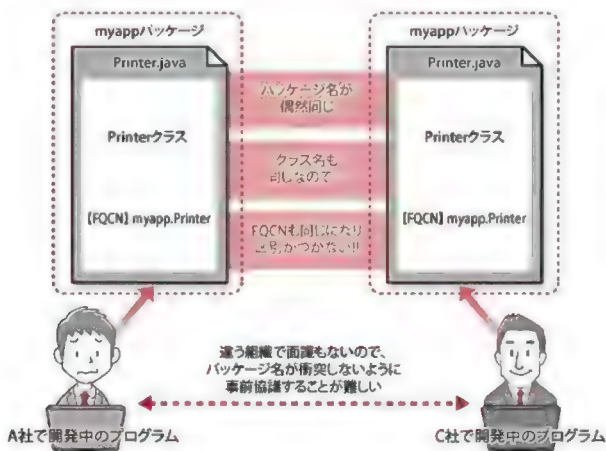 myappパッケージ
myappパッケージ
Printer.java
Printer.java
パッケージ名が
偶然同じ
Printerクラス
Printerクラス
クラス名も
同じなので
【FQCN】myapp.Printer
【FQCN】myapp.Printer
FQCNも同じになり
区別がつかない!!
違う組織で面識もないので、
パッケージ名が衝突しないように
事前協議することが難しい
A社で開発中のプログラム
C社で開発中のプログラム